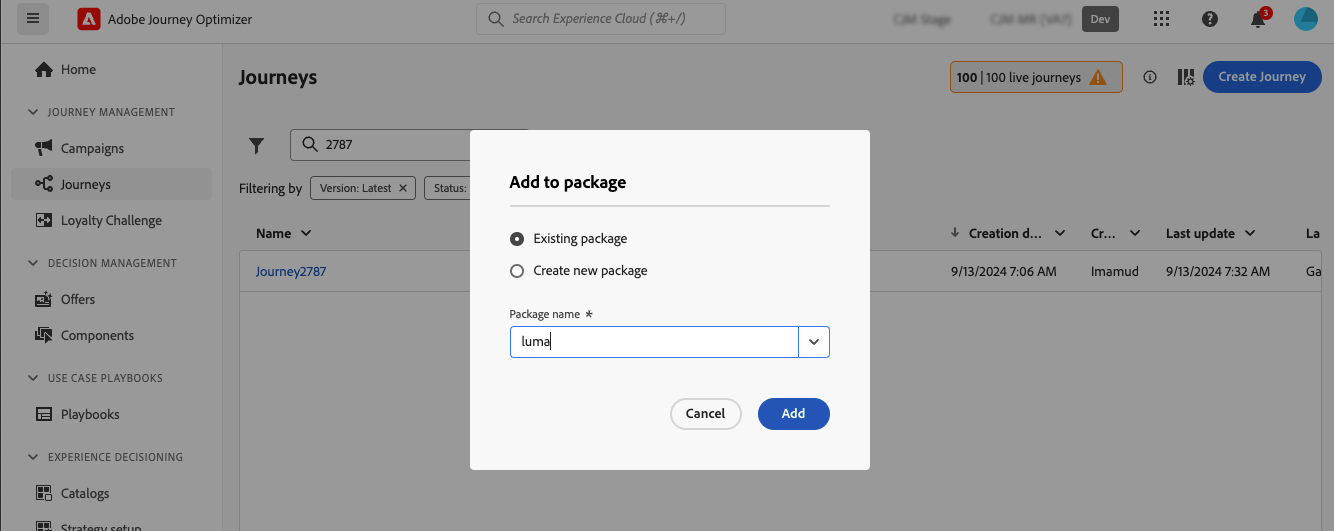 Adobe Journey Optimizer
Search Experience Cloud (⌘+/)
CJM Stage
CJM MR (VA7)
Dev
3
Home
JOURNEY MANAGEMENT
Campaigns
Journeys
Loyalty Challenge
DECISION MANAGEMENT
Offers
Components
USE CASE PLAYBOOKS
Playbooks
EXPERIENCE DECISIONING
Catalogs
Strategy setup
Journeys
100 | 100 live journeys
Create Journey
2787
Filtering by
Version: Latest
Status:
Name
Creation d...
Cr...
Last update
La
Journey2787
9/13/2024 7:06 AM
Imamud
9/13/2024 7:32 AM
Ga
Add to package
Existing package
Create new package
Package name *
luma
Cancel
Add